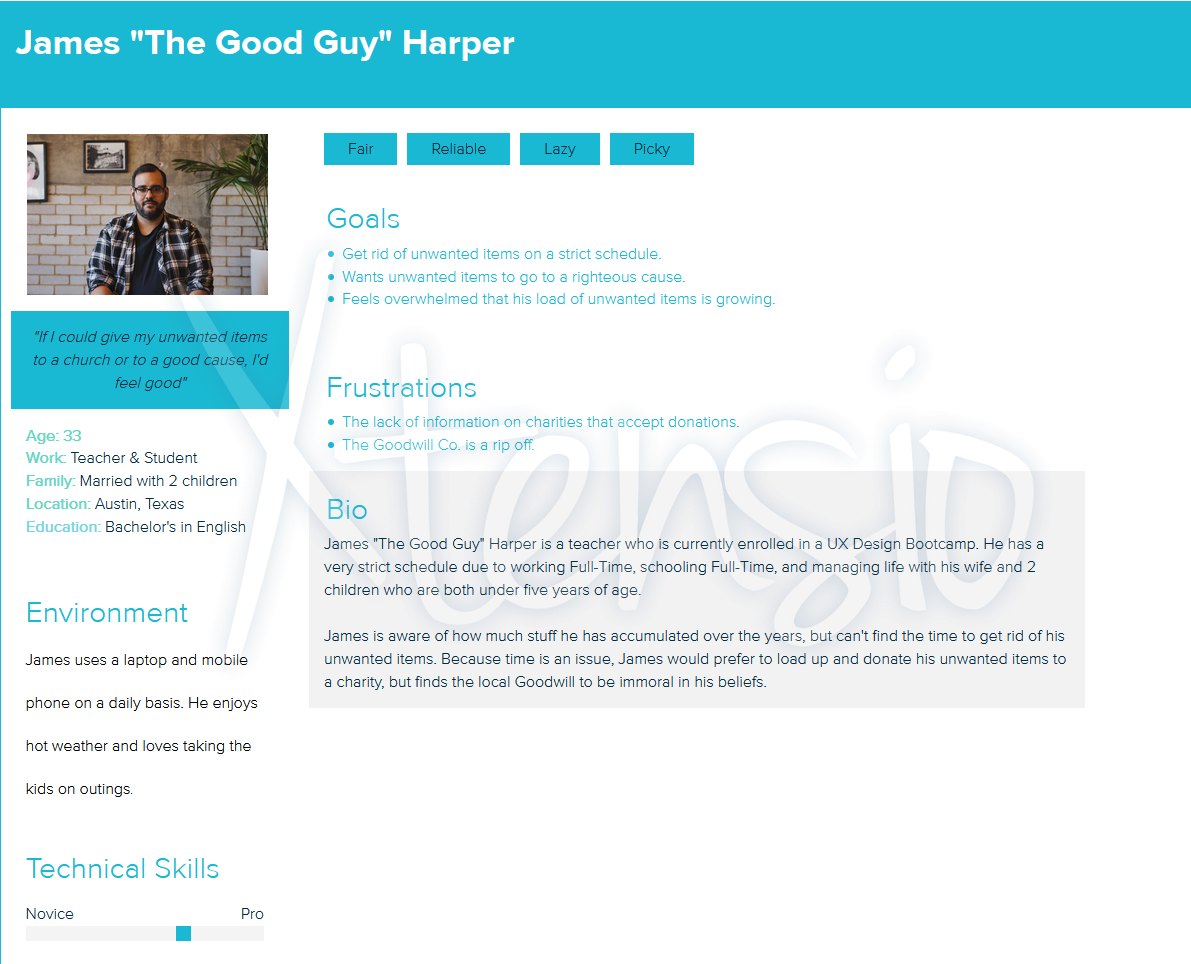 James "The Good Guy" Harper
Fair
Reliable
Lazy
Picky
"If I could give my unwanted items
to a church or to a good cause, I'd
feel good"
Age: 33
Work: Teacher & Student
Family: Married with 2 children
Location: Austin, Texas
Education: Bachelor's in English
Environment
James uses a laptop and mobile
phone on a daily basis. He enjoys
hot weather and loves taking the
kids on outings.
Technical Skills
Novice
Pro
Goals
Get rid of unwanted items on a strict schedule.
Wants unwanted items to go to a righteous cause.
Feels overwhelmed that his load of unwanted items is growing.
Frustrations
The lack of information on charities that accept donations.
The Goodwill Co. is a rip off.
Bio
James "The Good Guy" Harper is a teacher who is currently enrolled in a UX Design Bootcamp. He has a
very strict schedule due to working Full-Time, schooling Full-Time, and managing life with his wife and 2
children who are both under five years of age.
James is aware of how much stuff he has accumulated over the years, but can't find the time to get rid of his
unwanted items. Because time is an issue, James would prefer to load up and donate his unwanted items to
a charity, but finds the local Goodwill to be immoral in his beliefs.
Xtensio